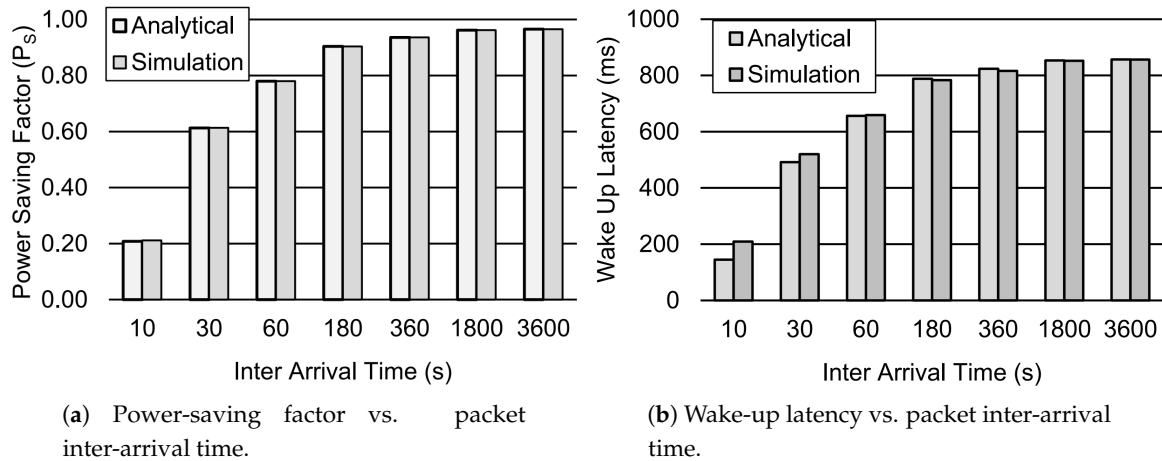 Power Saving Factor (PS)
1.00
0.80
0.60
0.40
0.20
0.00
Analytical
Simulation
10 30 60 180 360 1800 3600
Inter Arrival Time (s)
(a) Power-saving factor vs. packet
inter-arrival time.
Wake Up Latency (ms)
1000
800
600
400
200
0
Analytical
Simulation
10 30 60 180 360 1800 3600
Inter Arrival Time (s)
(b) Wake-up latency vs. packet inter-arrival
time.